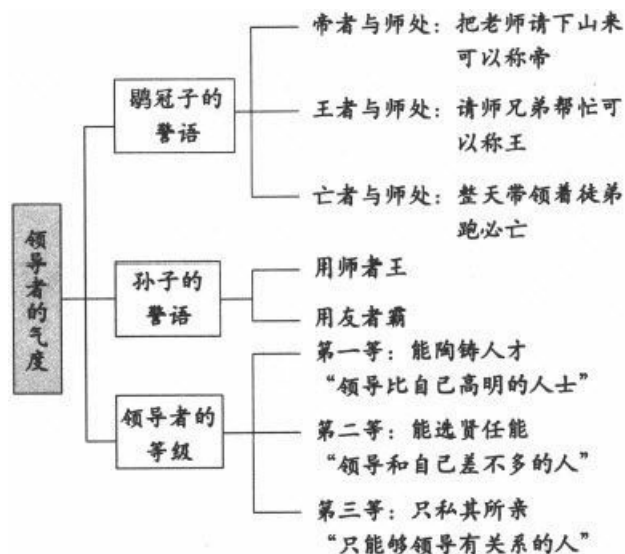 领导者的气度
鹖冠子的
警语
帝者与师处：把老师请下山来
可以称帝
王者与师处：请师兄弟帮忙可
以称王
亡者与师处：整天带领着徒弟
跑必亡
孙子的
警语
用师者王
用友者霸
领导者的
等级
第一等：能陶铸人才
“领导比自己高明的人士”
第二等：能选贤任能
“领导和自己差不多的人”
第三等：只私其所亲
“只能够领导有关系的人”